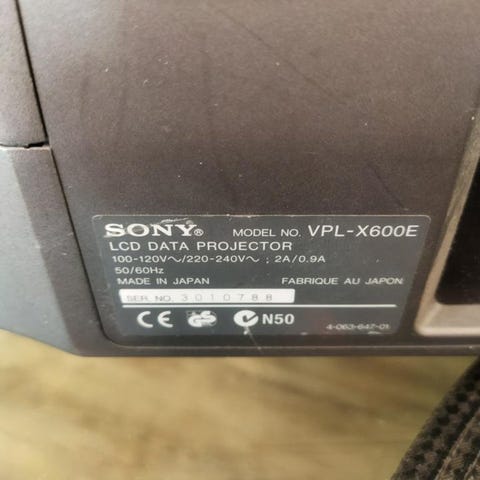 SONY® MODEL NO. VPL-X600E
LCD DATA PROJECTOR
100-120V~/220-240V~ ; 2A/0.9A
50/60Hz
MADE IN JAPAN FABRIQUE AU JAPON
SER. NO. 3010788
CE GS N50
4-063-647-01